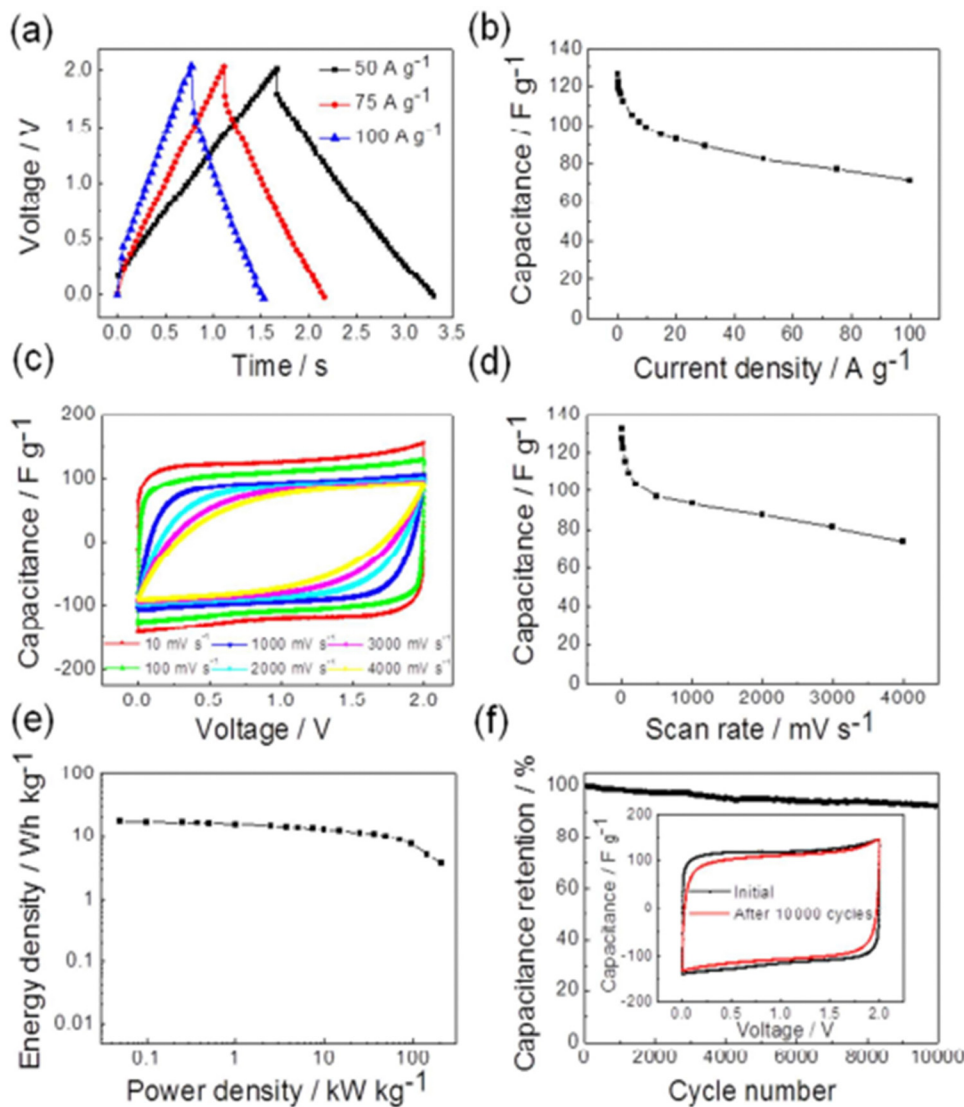 (a)
2.0
1.5
1.0
0.5
0.0
Voltage / V
50 A g⁻¹
75 A g⁻¹
100 A g⁻¹
0.0 0.5 1.0 1.5 2.0 2.5 3.0 3.5
Time / s
(b)
140
120
100
80
60
40
20
0
Capacitance / F g⁻¹
0 20 40 60 80 100
Current density / A g⁻¹
(c)
200
100
0
-100
-200
Capacitance / F g⁻¹
10 mV s⁻¹ 1000 mV s⁻¹ 3000 mV s⁻¹
100 mV s⁻¹ 2000 mV s⁻¹ 4000 mV s⁻¹
0.0 0.5 1.0 1.5 2.0
Voltage / V
(d)
140
120
100
80
60
40
20
0
Capacitance / F g⁻¹
0 1000 2000 3000 4000
Scan rate / mV s⁻¹
(e)
100
10
1
0.1
0.01
Energy density / Wh kg⁻¹
0.1 1 10 100
Power density / kW kg⁻¹
(f)
100
80
60
40
20
0
Capacitance retention / %
200
100
0
-100
-200
Capacitance / F g⁻¹
Initial
After 10000 cycles
0.0 0.5 1.0 1.5 2.0
Voltage / V
0 2000 4000 6000 8000 10000
Cycle number